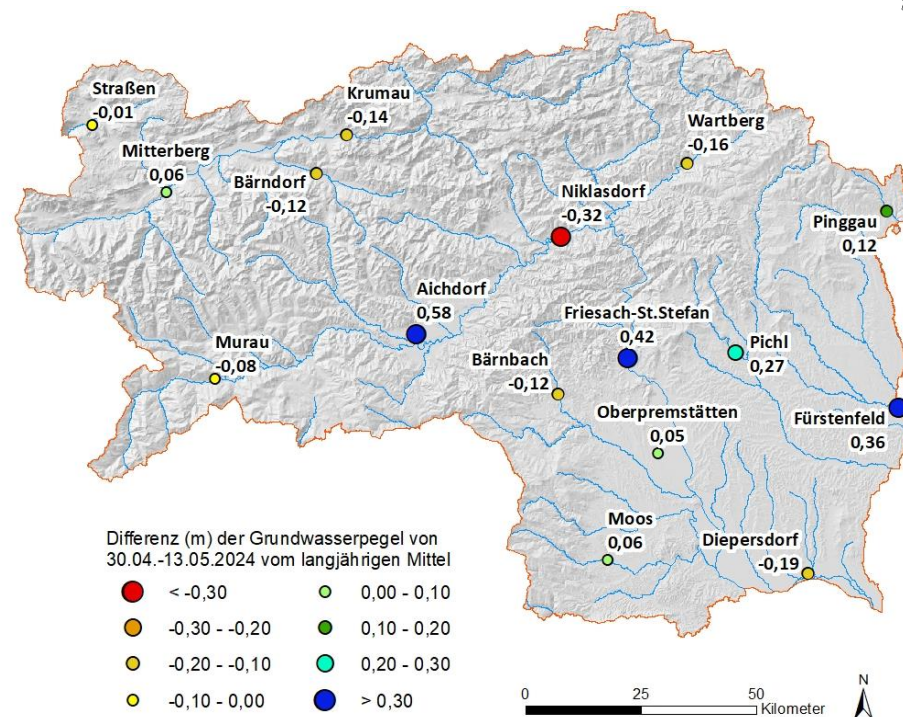 Straßen
-0,01
Krumau
-0,14
Wartberg
-0,16
Mitterberg
0,06
Bärndorf
-0,12
Niklasdorf
-0,32
Pinggau
0,12
Aichdorf
0,58
Friesach-St.Stefan
0,42
Murau
-0,08
Bärnbach
-0,12
Pichl
0,27
Oberpremstätten
0,05
Fürstenfeld
0,36
Moos
0,06
Diepersdorf
-0,19
Differenz (m) der Grundwasserpegel von
30.04.-13.05.2024 vom langjährigen Mittel
< -0,30
-0,30 - -0,20
-0,20 - -0,10
-0,10 - 0,00
0,00 - 0,10
0,10 - 0,20
0,20 - 0,30
> 0,30
0 25 50
Kilometer
N